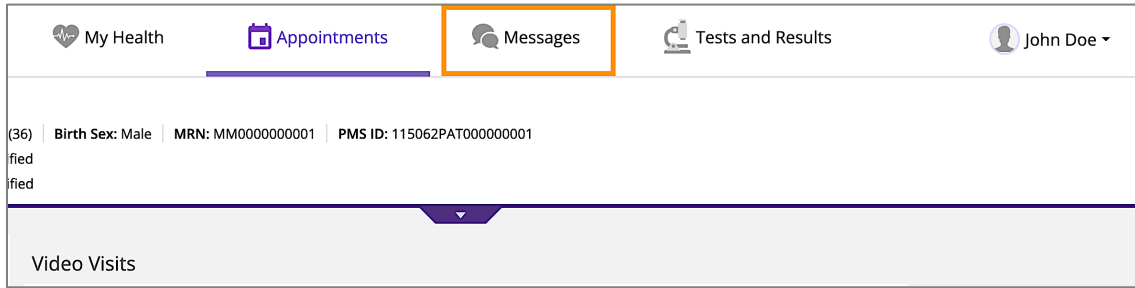 My Health Appointments Messages Tests and Results John Doe
(36) Birth Sex: Male MRN: MM0000000001 PMS ID: 115062PAT000000001
fied
ified
Video Visits